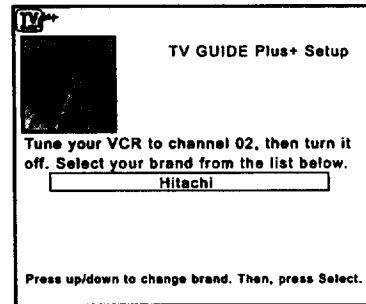 TV
TV GUIDE Plus+ Setup
Tune your VCR to channel 02, then turn it
off. Select your brand from the list below.
Hitachi
Press up/down to change brand. Then, press Select.